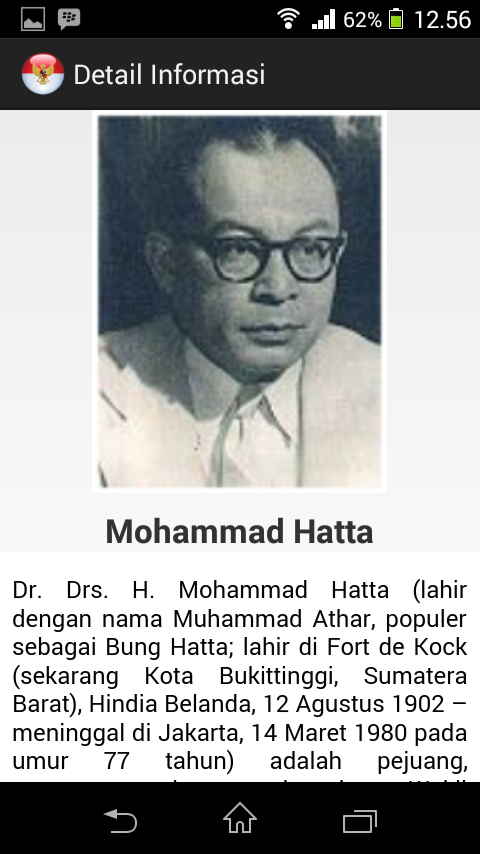 62% 12.56
Detail Informasi
Mohammad Hatta
Dr. Drs. H. Mohammad Hatta (lahir
dengan nama Muhammad Athar, populer
sebagai Bung Hatta; lahir di Fort de Kock
(sekarang Kota Bukittinggi, Sumatera
Barat), Hindia Belanda, 12 Agustus 1902 –
meninggal di Jakarta, 14 Maret 1980 pada
umur 77 tahun) adalah pejuang,